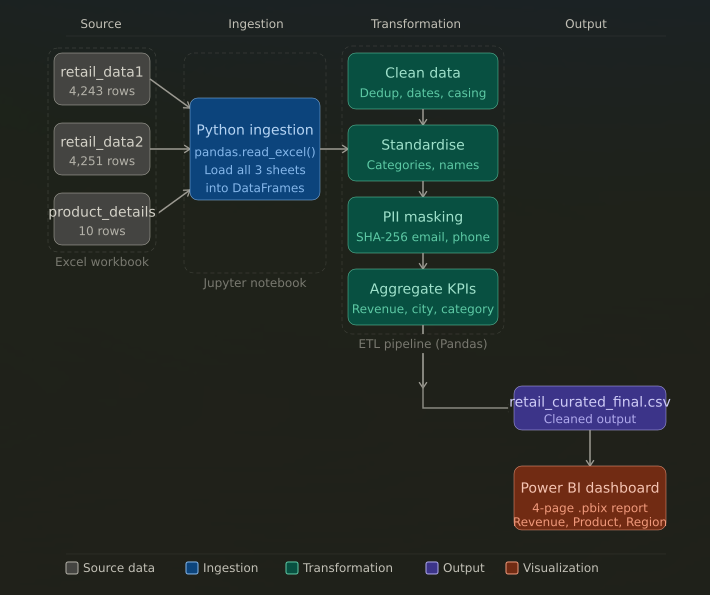 Source
Ingestion
Transformation
Output
retail_data1
4,243 rows
retail_data2
4,251 rows
product_details
10 rows
Excel workbook
Python ingestion
pandas.read_excel()
Load all 3 sheets
into DataFrames
Jupyter notebook
Clean data
Dedup, dates, casing
Standardise
Categories, names
PII masking
SHA-256 email, phone
Aggregate KPIs
Revenue, city, category
ETL pipeline (Pandas)
retail_curated_final.csv
Cleaned output
Power BI dashboard
4-page .pbix report
Revenue, Product, Region
Source data
Ingestion
Transformation
Output
Visualization